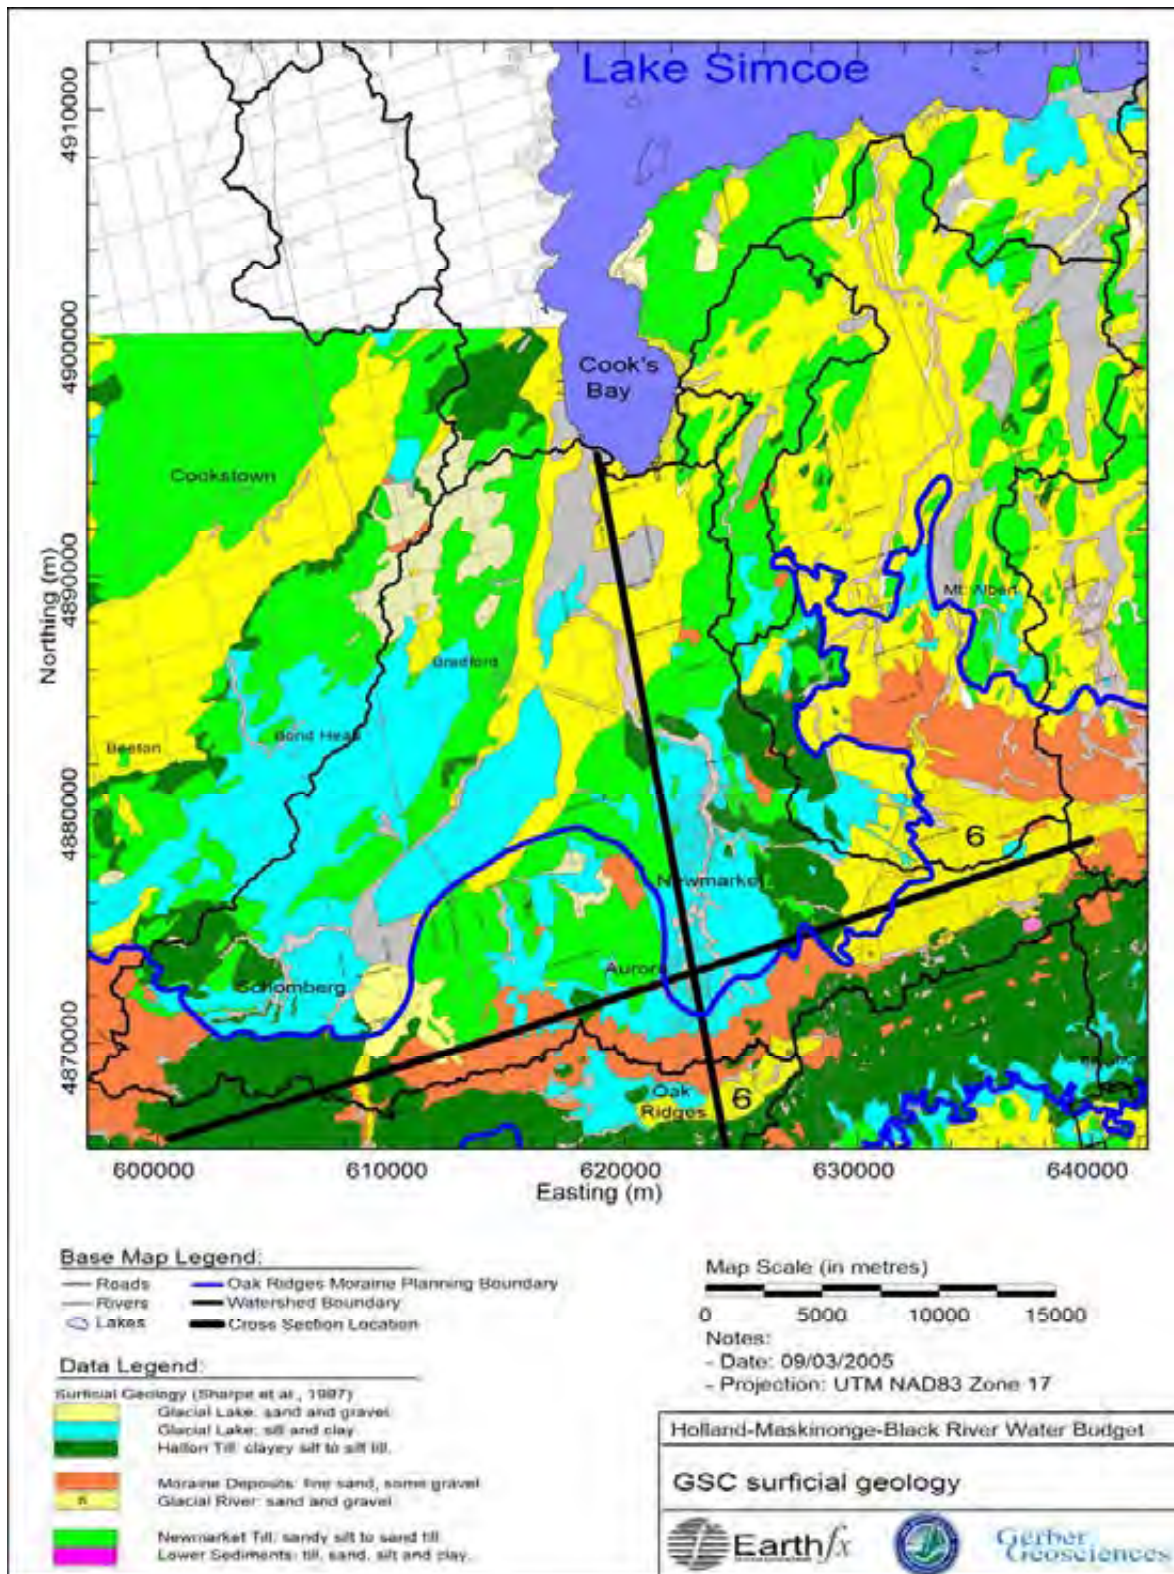 Lake Simcoe
4910000
4900000
Cook's
Bay
Cookstown
4890000
Northing (m)
Mt. Albert
Bradford
Bond Head
Beeton
4880000
6
Newmarket
Aurora
Schomberg
4870000
Oak
Ridges
6
6000000
610000
620000
630000
640000
Easting (m)
Base Map Legend:
Roads
Oak Ridges Moraine Planning Boundary
Rivers
Watershed Boundary
Lakes
Cross Section Location
Map Scale (in metres)
0 5000 10000 15000
Notes:
- Date: 09/03/2005
- Projection: UTM NAD83 Zone 17
Data Legend:
Surficial Geology (Sharpe et al., 1997)
Glacial Lake: sand and gravel.
Glacial Lake: silt and clay
Halton Till: clayey silt to silt till.
Moraine Deposits: fine sand, some gravel
6
Glacial River: sand and gravel
Newmarket Till: sandy silt to sand till.
Lower Sediments: till, sand, silt and clay.
Holland-Maskinonge-Black River Water Budget
GSC surficial geology
Earthfx
Gerber
Geosciences